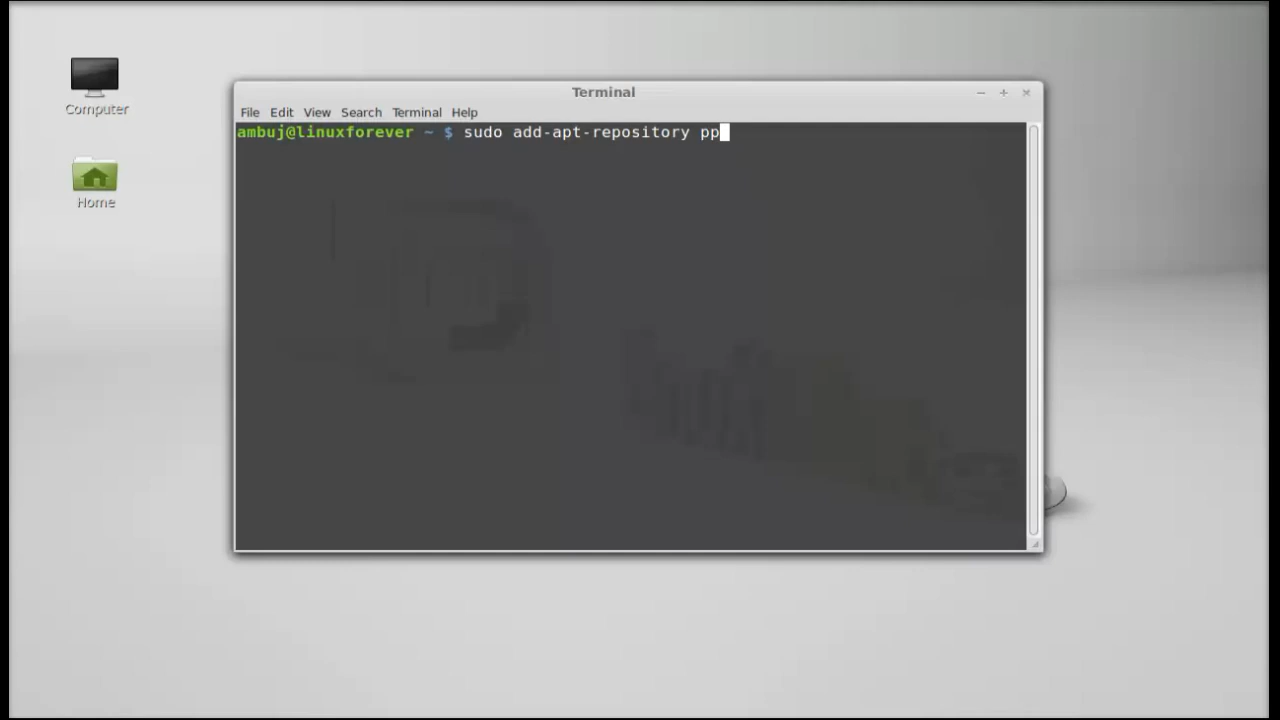 Computer
Home
Terminal
File Edit View Search Terminal Help
ambuj@linuxforever ~ $ sudo add-apt-repository pp